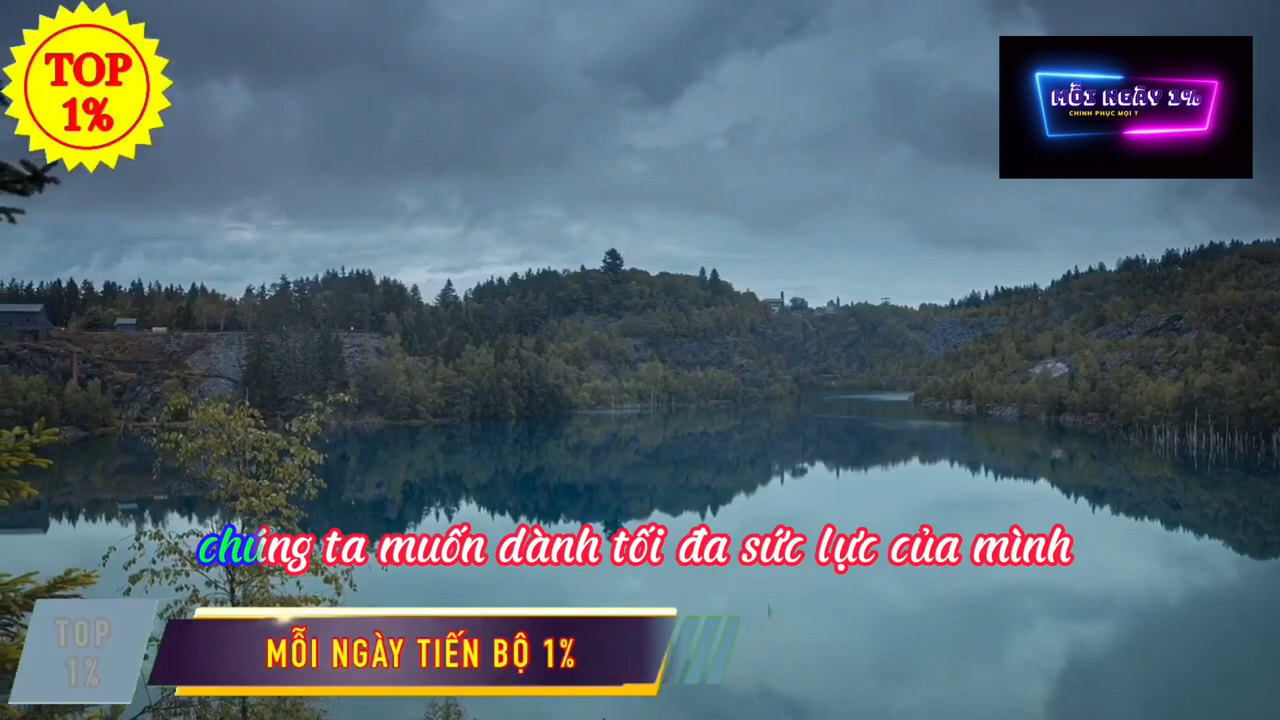 TOP
1%
MỖI NGÀY 1%
CHINH PHỤC MỌI T
chúng ta muốn dành tối đa sức lực của mình
TOP
1%
MỖI NGÀY TIẾN BỘ 1%